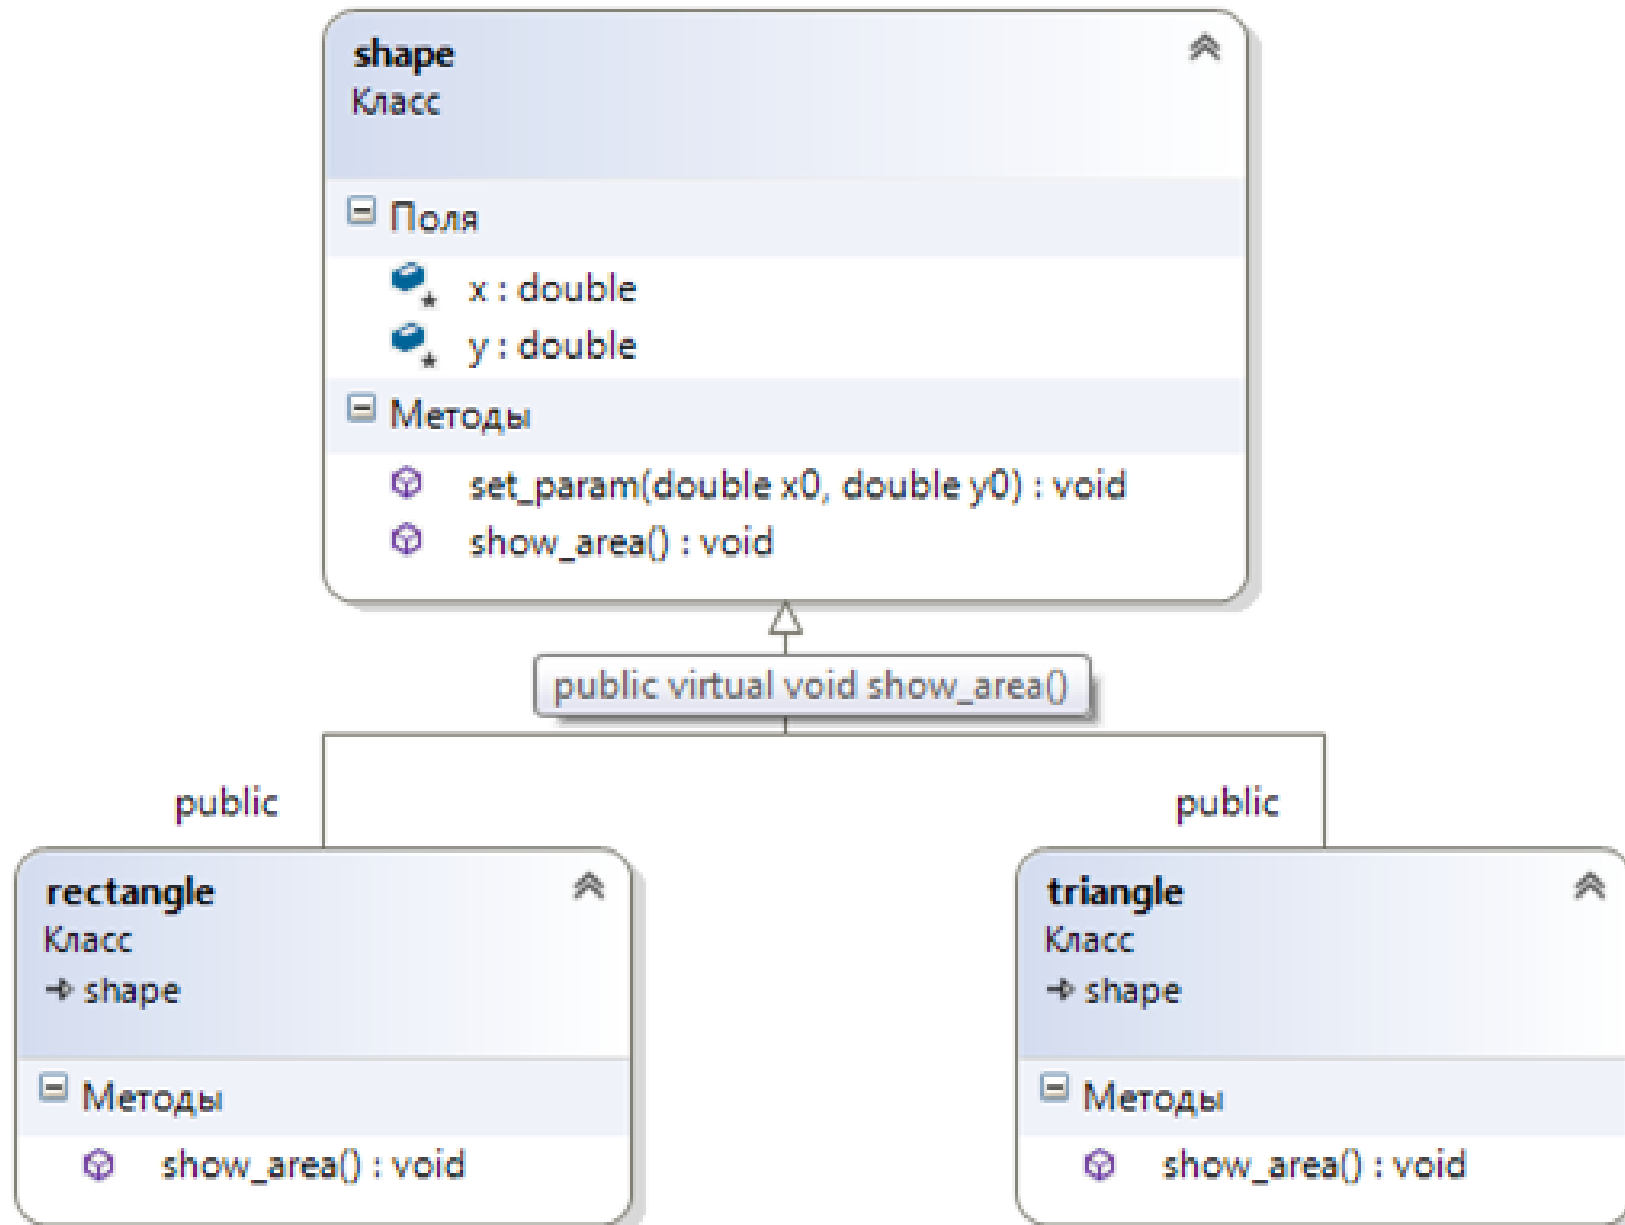 shape
Класс
Поля
x : double
y : double
Методы
set_param(double x0, double y0) : void
show_area() : void
public virtual void show_area()
public
public
rectangle
Класс
shape
Методы
show_area() : void
triangle
Класс
shape
Методы
show_area() : void